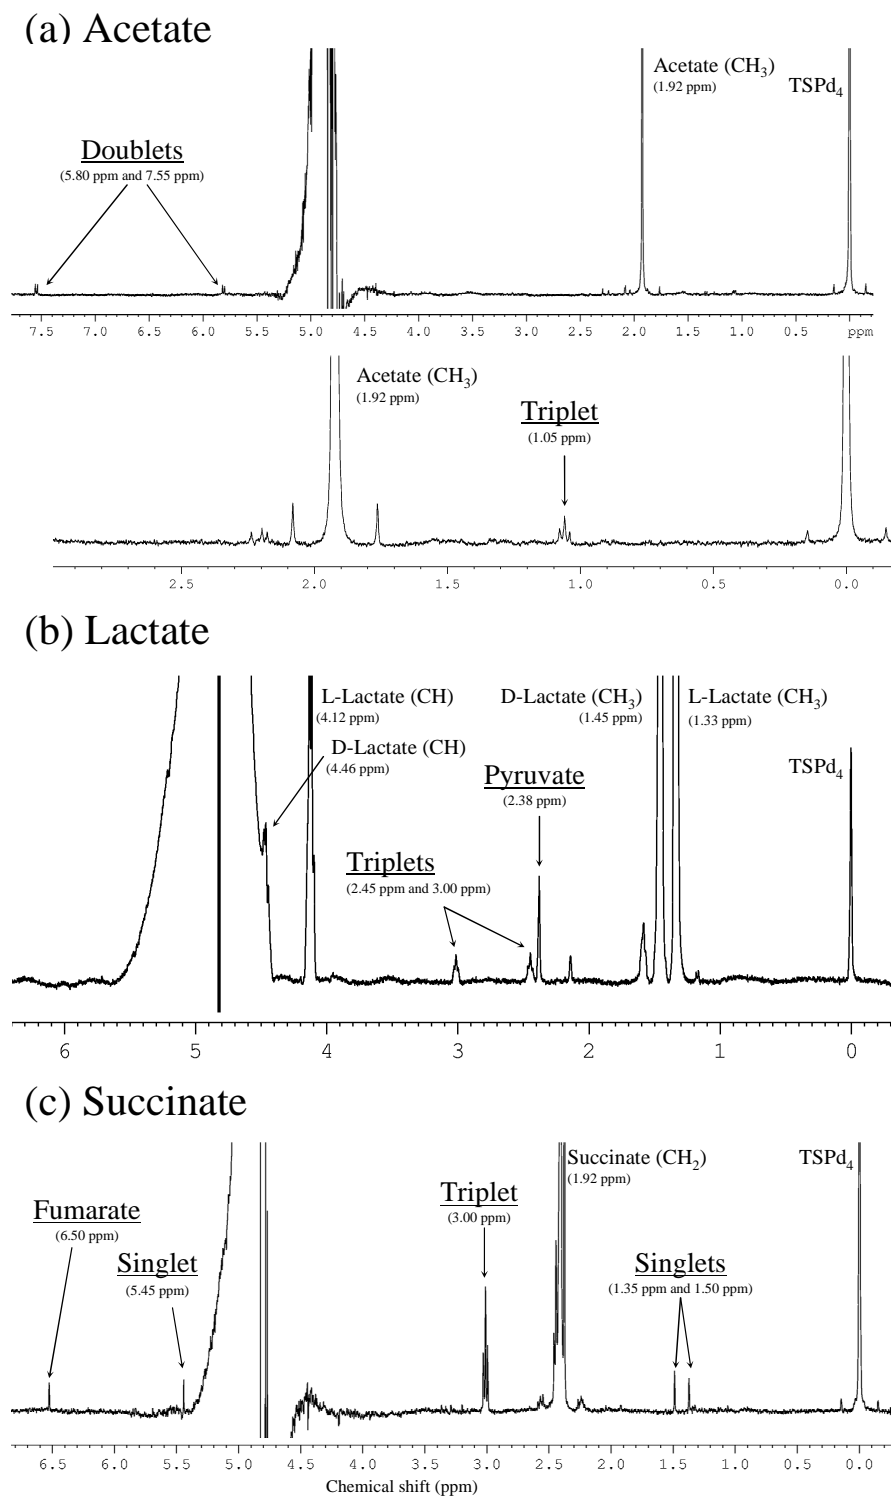 (a) Acetate
Acetate (CH₃)
(1.92 ppm)
TSPd₄
Doublets
(5.80 ppm and 7.55 ppm)
7.5 7.0 6.5 6.0 5.5 5.0 4.5 4.0 3.5 3.0 2.5 2.0 1.5 1.0 0.5 ppm
Acetate (CH₃)
(1.92 ppm)
Triplet
(1.05 ppm)
2.5 2.0 1.5 1.0 0.5 0.0
(b) Lactate
L-Lactate (CH)
(4.12 ppm)
D-Lactate (CH₃)
(1.45 ppm)
L-Lactate (CH₃)
(1.33 ppm)
D-Lactate (CH)
(4.46 ppm)
Pyruvate
(2.38 ppm)
TSPd₄
Triplets
(2.45 ppm and 3.00 ppm)
6 5 4 3 2 1 0
(c) Succinate
Succinate (CH₂)
(1.92 ppm)
TSPd₄
Triplet
(3.00 ppm)
Fumarate
(6.50 ppm)
Singlet
(5.45 ppm)
Singlets
(1.35 ppm and 1.50 ppm)
6.5 6.0 5.5 5.0 4.5 4.0 3.5 3.0 2.5 2.0 1.5 1.0 0.5 0.0
Chemical shift (ppm)